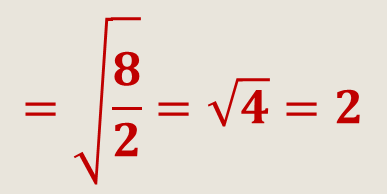 = √(8/2) = √4 = 2